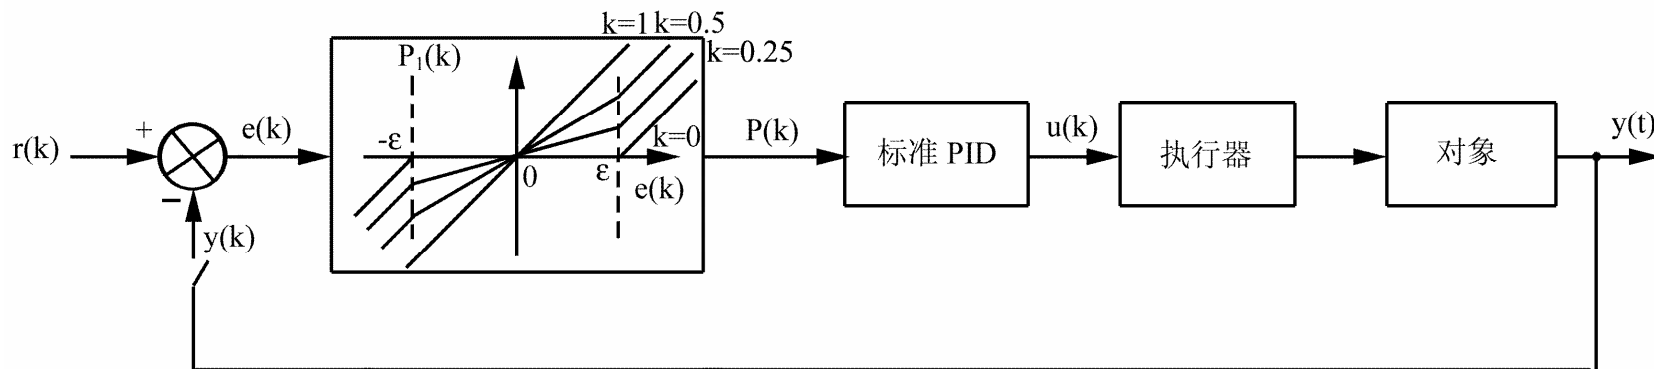 k=1 k=0.5
P₁(k)
k=0.25
+
e(k)
r(k)
−
y(k)
-ε
0
ε
k=0
e(k)
P(k)
标准 PID
u(k)
执行器
对象
y(t)